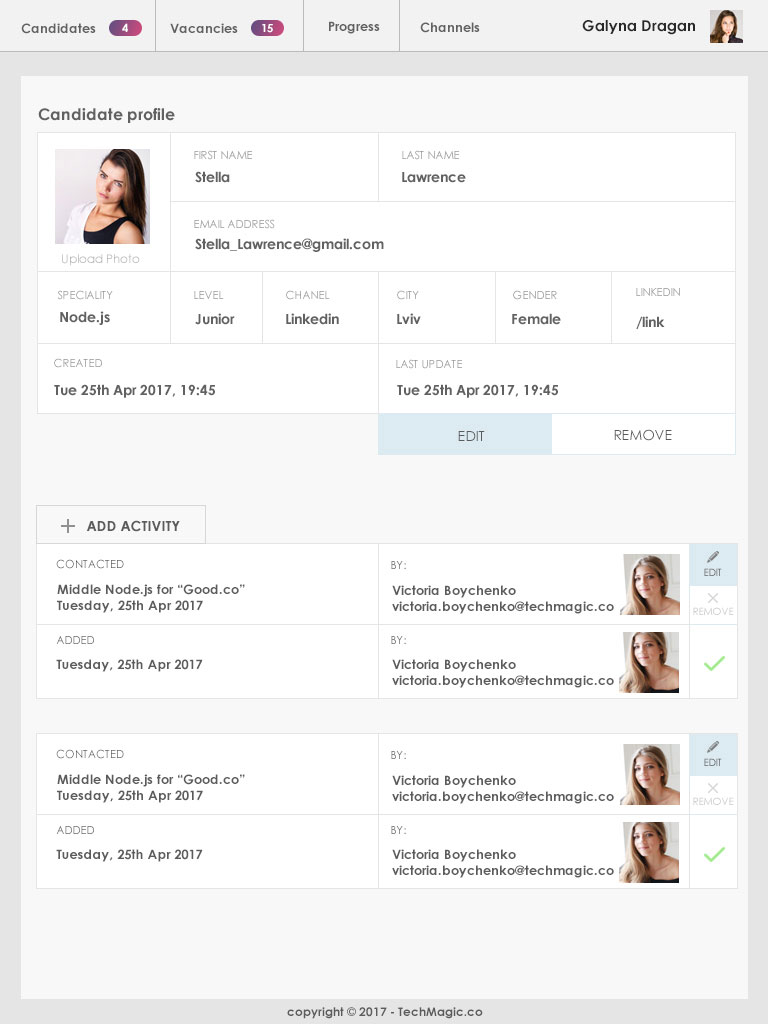 Candidates 4 Vacancies 15 Progress Channels Galyna Dragan
Candidate profile
FIRST NAME LAST NAME
Stella Lawrence
EMAIL ADDRESS
Stella_Lawrence@gmail.com
Upload Photo
SPECIALITY LEVEL CHANEL CITY GENDER LINKEDIN
Node.js Junior Linkedin Lviv Female /link
CREATED LAST UPDATE
Tue 25th Apr 2017, 19:45 Tue 25th Apr 2017, 19:45
EDIT REMOVE
ADD ACTIVITY
CONTACTED BY:
Middle Node.js for “Good.co” Victoria Boychenko EDIT
Tuesday, 25th Apr 2017 victoria.boychenko@techmagic.co REMOVE
ADDED BY:
Tuesday, 25th Apr 2017 Victoria Boychenko
victoria.boychenko@techmagic.co
CONTACTED BY:
Middle Node.js for “Good.co” Victoria Boychenko EDIT
Tuesday, 25th Apr 2017 victoria.boychenko@techmagic.co REMOVE
ADDED BY:
Tuesday, 25th Apr 2017 Victoria Boychenko
victoria.boychenko@techmagic.co
copyright © 2017 - TechMagic.co